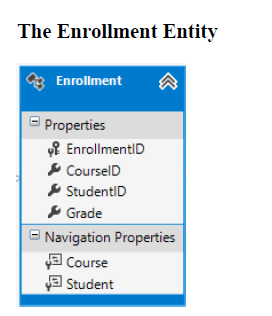 The Enrollment Entity
Enrollment
Properties
EnrollmentID
CourseID
StudentID
Grade
Navigation Properties
Course
Student